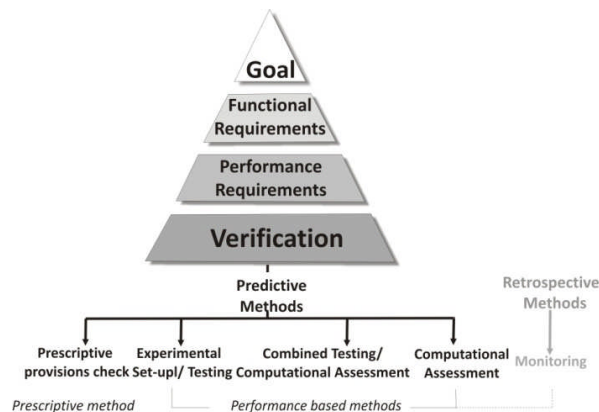 Goal
Functional
Requirements
Performance
Requirements
Verification
Predictive
Methods
Retrospective
Methods
Prescriptive
provisions check
Experimental
Set-upl/ Testing
Combined Testing/
Computational Assessment
Computational
Assessment
Monitoring
Prescriptive method
Performance based methods